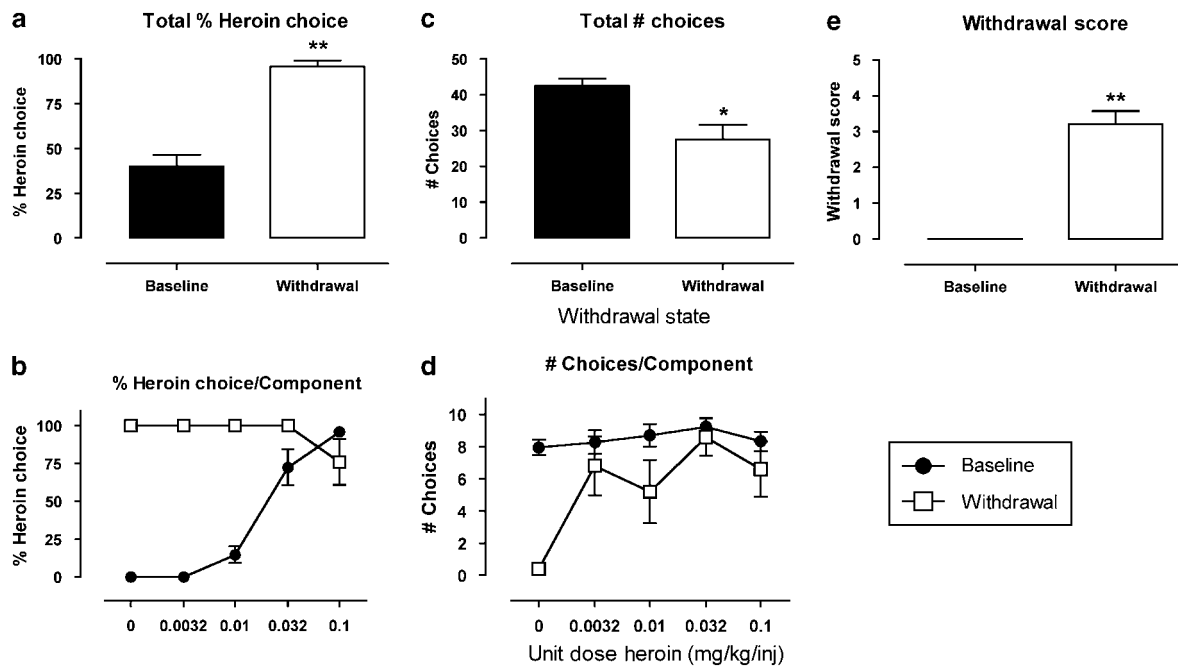 a
Total % Heroin choice
% Heroin choice
100
75
50
25
0
**
Baseline
Withdrawal
c
Total # choices
# Choices
50
40
30
20
10
0
*
Baseline
Withdrawal
Withdrawal state
e
Withdrawal score
Withdrawal score
5
4
3
2
1
0
**
Baseline
Withdrawal
b
% Heroin choice/Component
% Heroin choice
100
75
50
25
0
0 0.0032 0.01 0.032 0.1
d
# Choices/Component
# Choices
10
8
6
4
2
0
0 0.0032 0.01 0.032 0.1
Unit dose heroin (mg/kg/inj)
Baseline
Withdrawal